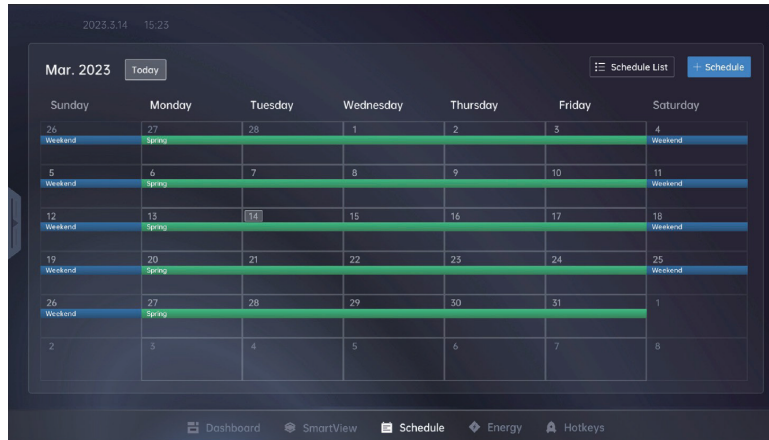 2023.3.14 15:23
Mar. 2023 Today Schedule List + Schedule
Sunday Monday Tuesday Wednesday Thursday Friday Saturday
26 27 28 1 2 3 4
Weekend Spring Weekend
5 6 7 8 9 10 11
Weekend Spring Weekend
12 13 14 15 16 17 18
Weekend Spring Weekend
19 20 21 22 23 24 25
Weekend Spring Weekend
26 27 28 29 30 31 1
Weekend Spring
2 3 4 5 6 7 8
Dashboard SmartView Schedule Energy Hotkeys